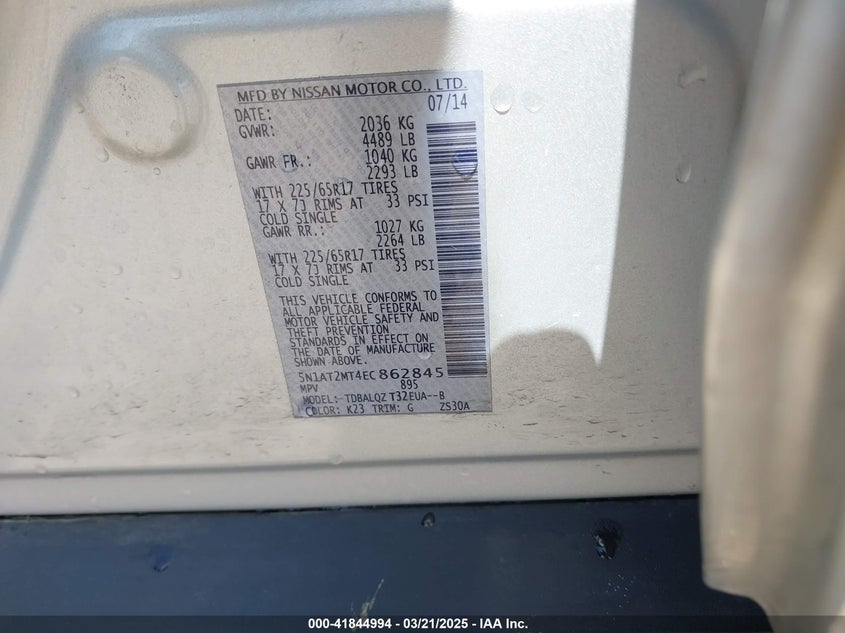 MFD BY NISSAN MOTOR CO., LTD.
DATE: 07/14
GVWR: 2036 KG
4489 LB
GAWR FR.: 1040 KG
2293 LB
WITH 225/65R17 TIRES
17 X 7J RIMS AT 33 PSI
COLD SINGLE
GAWR RR.: 1027 KG
2264 LB
WITH 225/65R17 TIRES
17 X 7J RIMS AT 33 PSI
COLD SINGLE
THIS VEHICLE CONFORMS TO
ALL APPLICABLE FEDERAL
MOTOR VEHICLE SAFETY AND
THEFT PREVENTION
STANDARDS IN EFFECT ON
THE DATE OF MANUFACTURE
SHOWN ABOVE.
5N1AT2MT4EC862845
MPV 895
MODEL:-TDBALQZ T32EUA--B
COLOR: K23 TRIM: G ZS30A
000-41844994 - 03/21/2025 - IAA Inc.